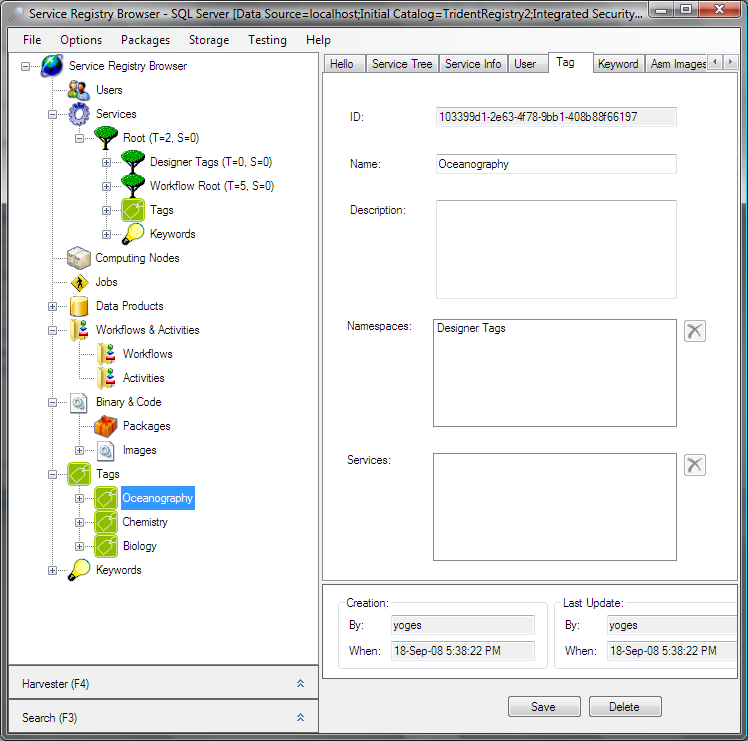 Service Registry Browser - SQL Server [Data Source=localhost;Initial Catalog=TridentRegistry2;Integrated Security...
File Options Packages Storage Testing Help
Service Registry Browser
Users
Services
Root (T=2, S=0)
Designer Tags (T=0, S=0)
Workflow Root (T=5, S=0)
Tags
Keywords
Computing Nodes
Jobs
Data Products
Workflows & Activities
Workflows
Activities
Binary & Code
Packages
Images
Tags
Oceanography
Chemistry
Biology
Keywords
Harvester (F4)
Search (F3)
Hello Service Tree Service Info User Tag Keyword Asm Images
ID: 103399d1-2e63-4f78-9bb1-408b88f66197
Name: Oceanography
Description:
Namespaces: Designer Tags
Services:
Creation:
By: yoges
When: 18-Sep-08 5:38:22 PM
Last Update:
By: yoges
When: 18-Sep-08 5:38:22 PM
Save Delete